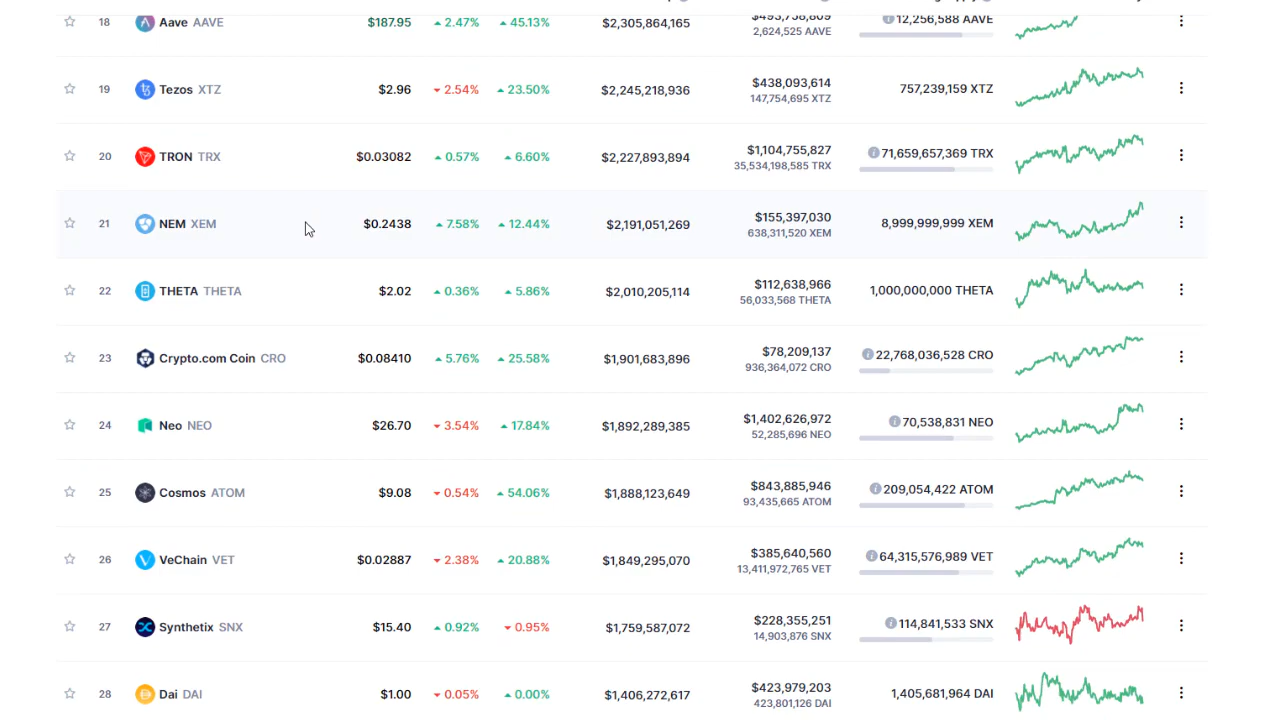 18 Aave AAVE $187.95 2.47% 45.13% $2,305,864,165 $493,758,809 12,256,588 AAVE
2,624,525 AAVE
19 Tezos XTZ $2.96 2.54% 23.50% $2,245,218,936 $438,093,614 757,239,159 XTZ
147,754,695 XTZ
20 TRON TRX $0.03082 0.57% 6.60% $2,227,893,894 $1,104,755,827 71,659,657,369 TRX
35,534,198,585 TRX
21 NEM XEM $0.2438 7.58% 12.44% $2,191,051,269 $155,397,030 8,999,999,999 XEM
638,311,520 XEM
22 THETA THETA $2.02 0.36% 5.86% $2,010,205,114 $112,638,966 1,000,000,000 THETA
56,033,568 THETA
23 Crypto.com Coin CRO $0.08410 5.76% 25.58% $1,901,683,896 $78,209,137 22,768,036,528 CRO
936,364,072 CRO
24 Neo NEO $26.70 3.54% 17.84% $1,892,289,385 $1,402,626,972 70,538,831 NEO
52,285,696 NEO
25 Cosmos ATOM $9.08 0.54% 54.06% $1,888,123,649 $843,885,946 209,054,422 ATOM
93,435,665 ATOM
26 VeChain VET $0.02887 2.38% 20.88% $1,849,295,070 $385,640,560 64,315,576,989 VET
13,411,972,765 VET
27 Synthetix SNX $15.40 0.92% 0.95% $1,759,587,072 $228,355,251 114,841,533 SNX
14,903,876 SNX
28 Dai DAI $1.00 0.05% 0.00% $1,406,272,617 $423,979,203 1,405,681,964 DAI
423,801,126 DAI